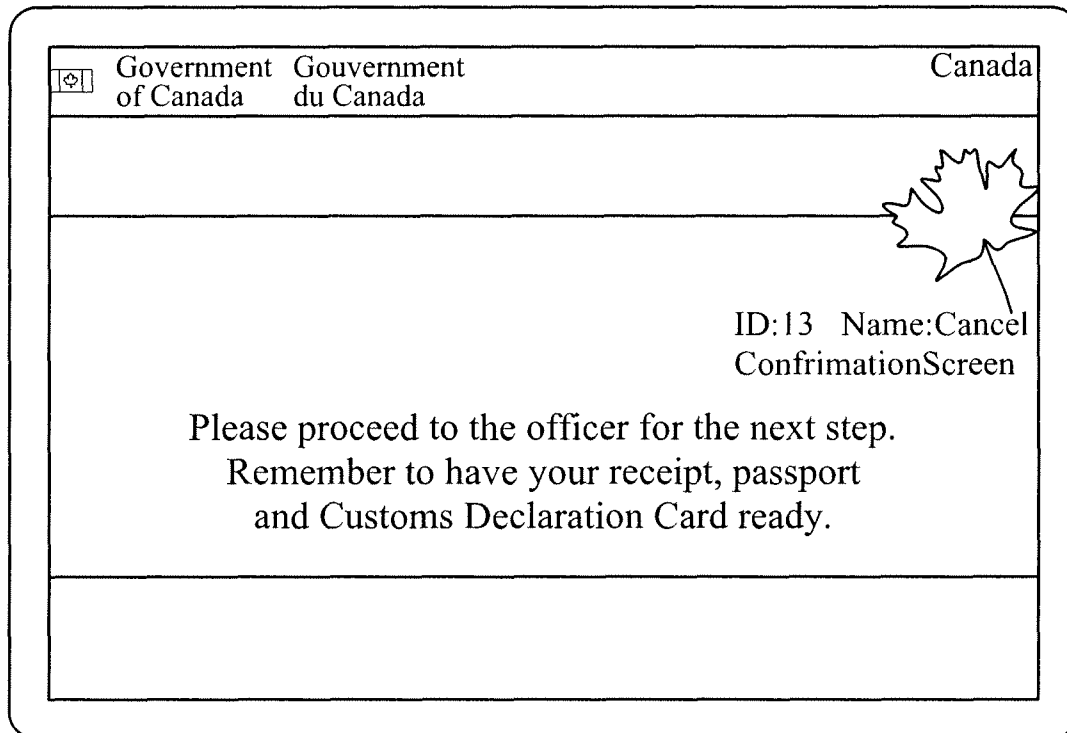 Government Gouvernment Canada
of Canada du Canada
ID:13 Name:Cancel
ConfrimationScreen
Please proceed to the officer for the next step.
Remember to have your receipt, passport
and Customs Declaration Card ready.